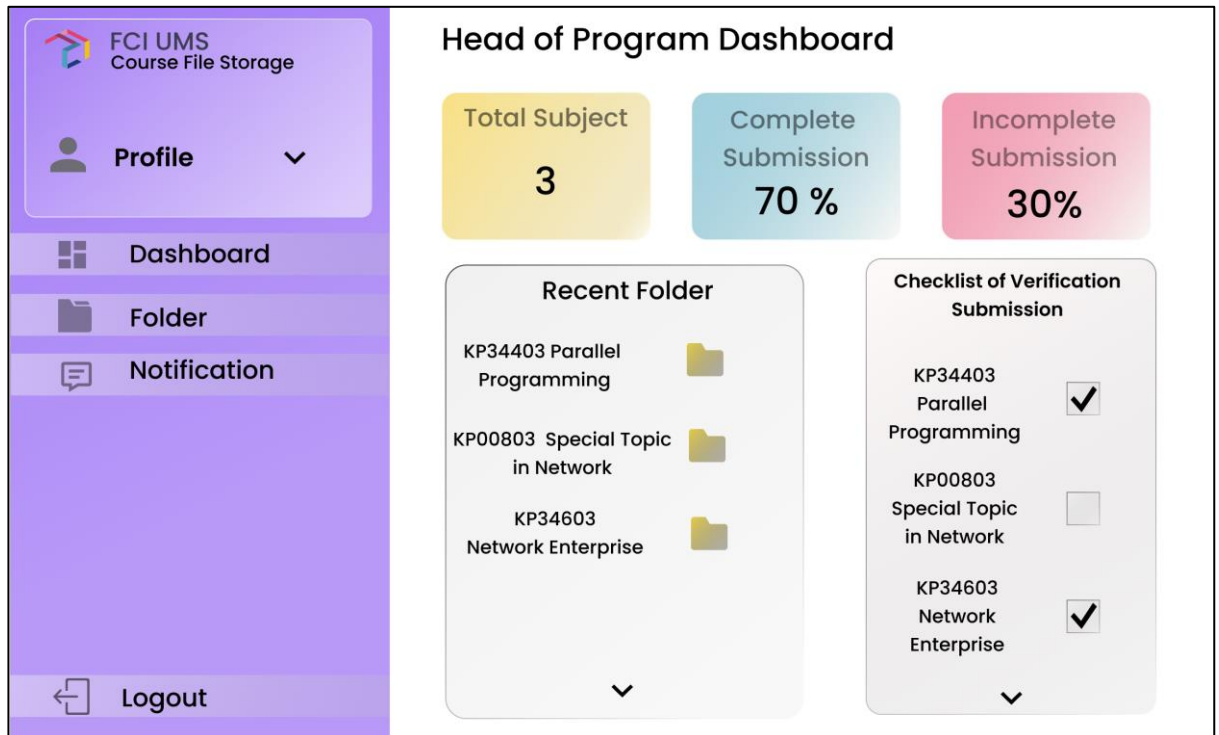 FCI UMS
Course File Storage
Profile
Dashboard
Folder
Notification
Logout
Head of Program Dashboard
Total Subject
3
Complete
Submission
70 %
Incomplete
Submission
30%
Recent Folder
KP34403 Parallel
Programming
KP00803 Special Topic
in Network
KP34603
Network Enterprise
Checklist of Verification
Submission
KP34403
Parallel
Programming
KP00803
Special Topic
in Network
KP34603
Network
Enterprise